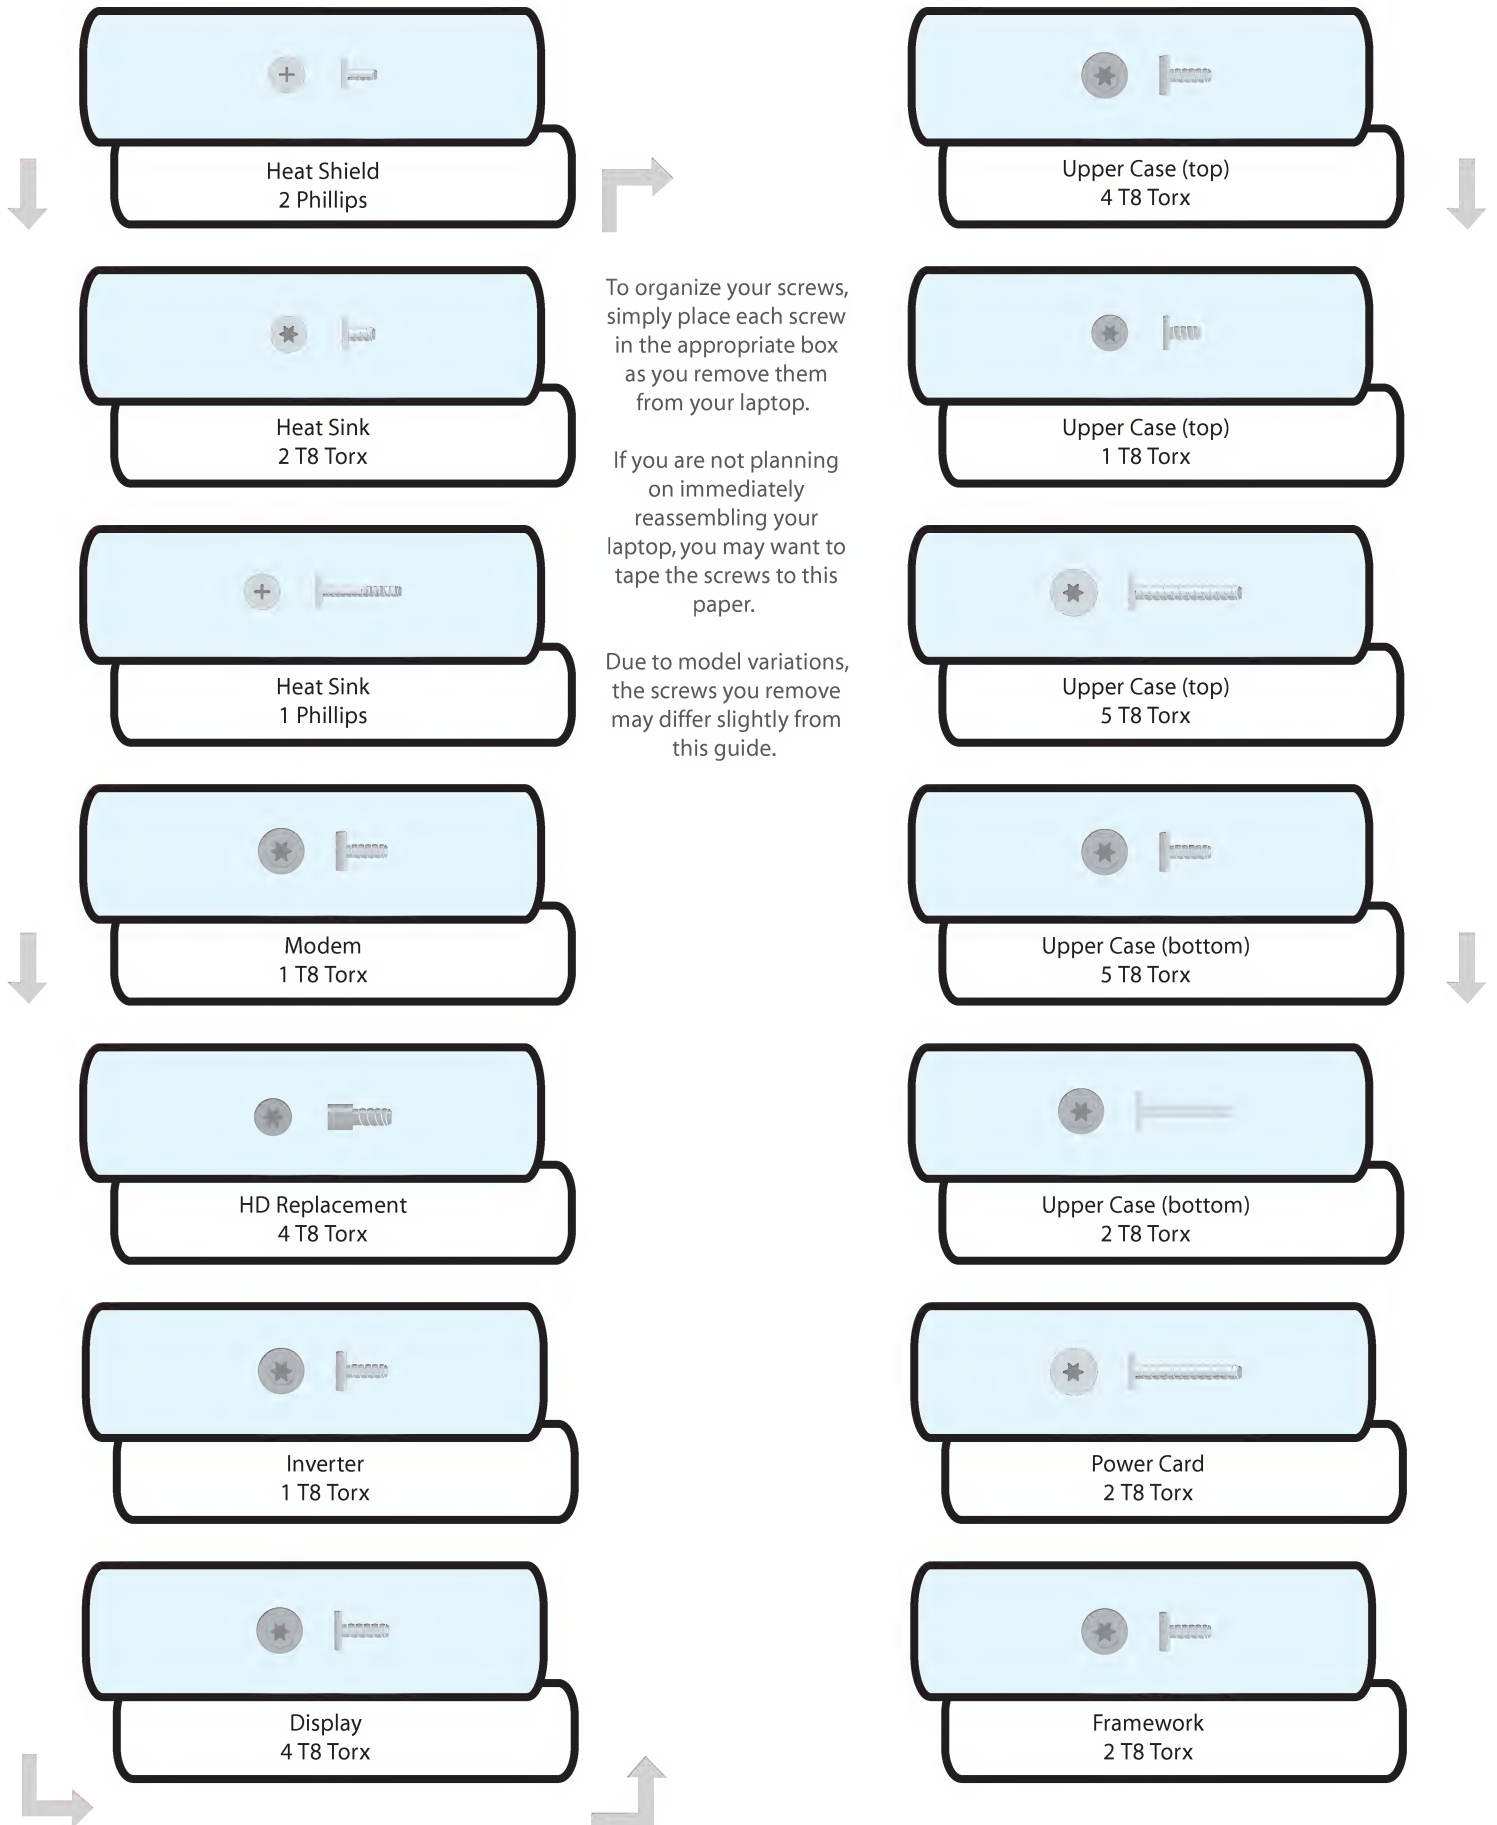 Heat Shield
2 Phillips
Heat Sink
2 T8 Torx
Heat Sink
1 Phillips
Modem
1 T8 Torx
HD Replacement
4 T8 Torx
Inverter
1 T8 Torx
Display
4 T8 Torx
To organize your screws,
simply place each screw
in the appropriate box
as you remove them
from your laptop.
If you are not planning
on immediately
reassembling your
laptop, you may want to
tape the screws to this
paper.
Due to model variations,
the screws you remove
may differ slightly from
this guide.
Upper Case (top)
4 T8 Torx
Upper Case (top)
1 T8 Torx
Upper Case (top)
5 T8 Torx
Upper Case (bottom)
5 T8 Torx
Upper Case (bottom)
2 T8 Torx
Power Card
2 T8 Torx
Framework
2 T8 Torx